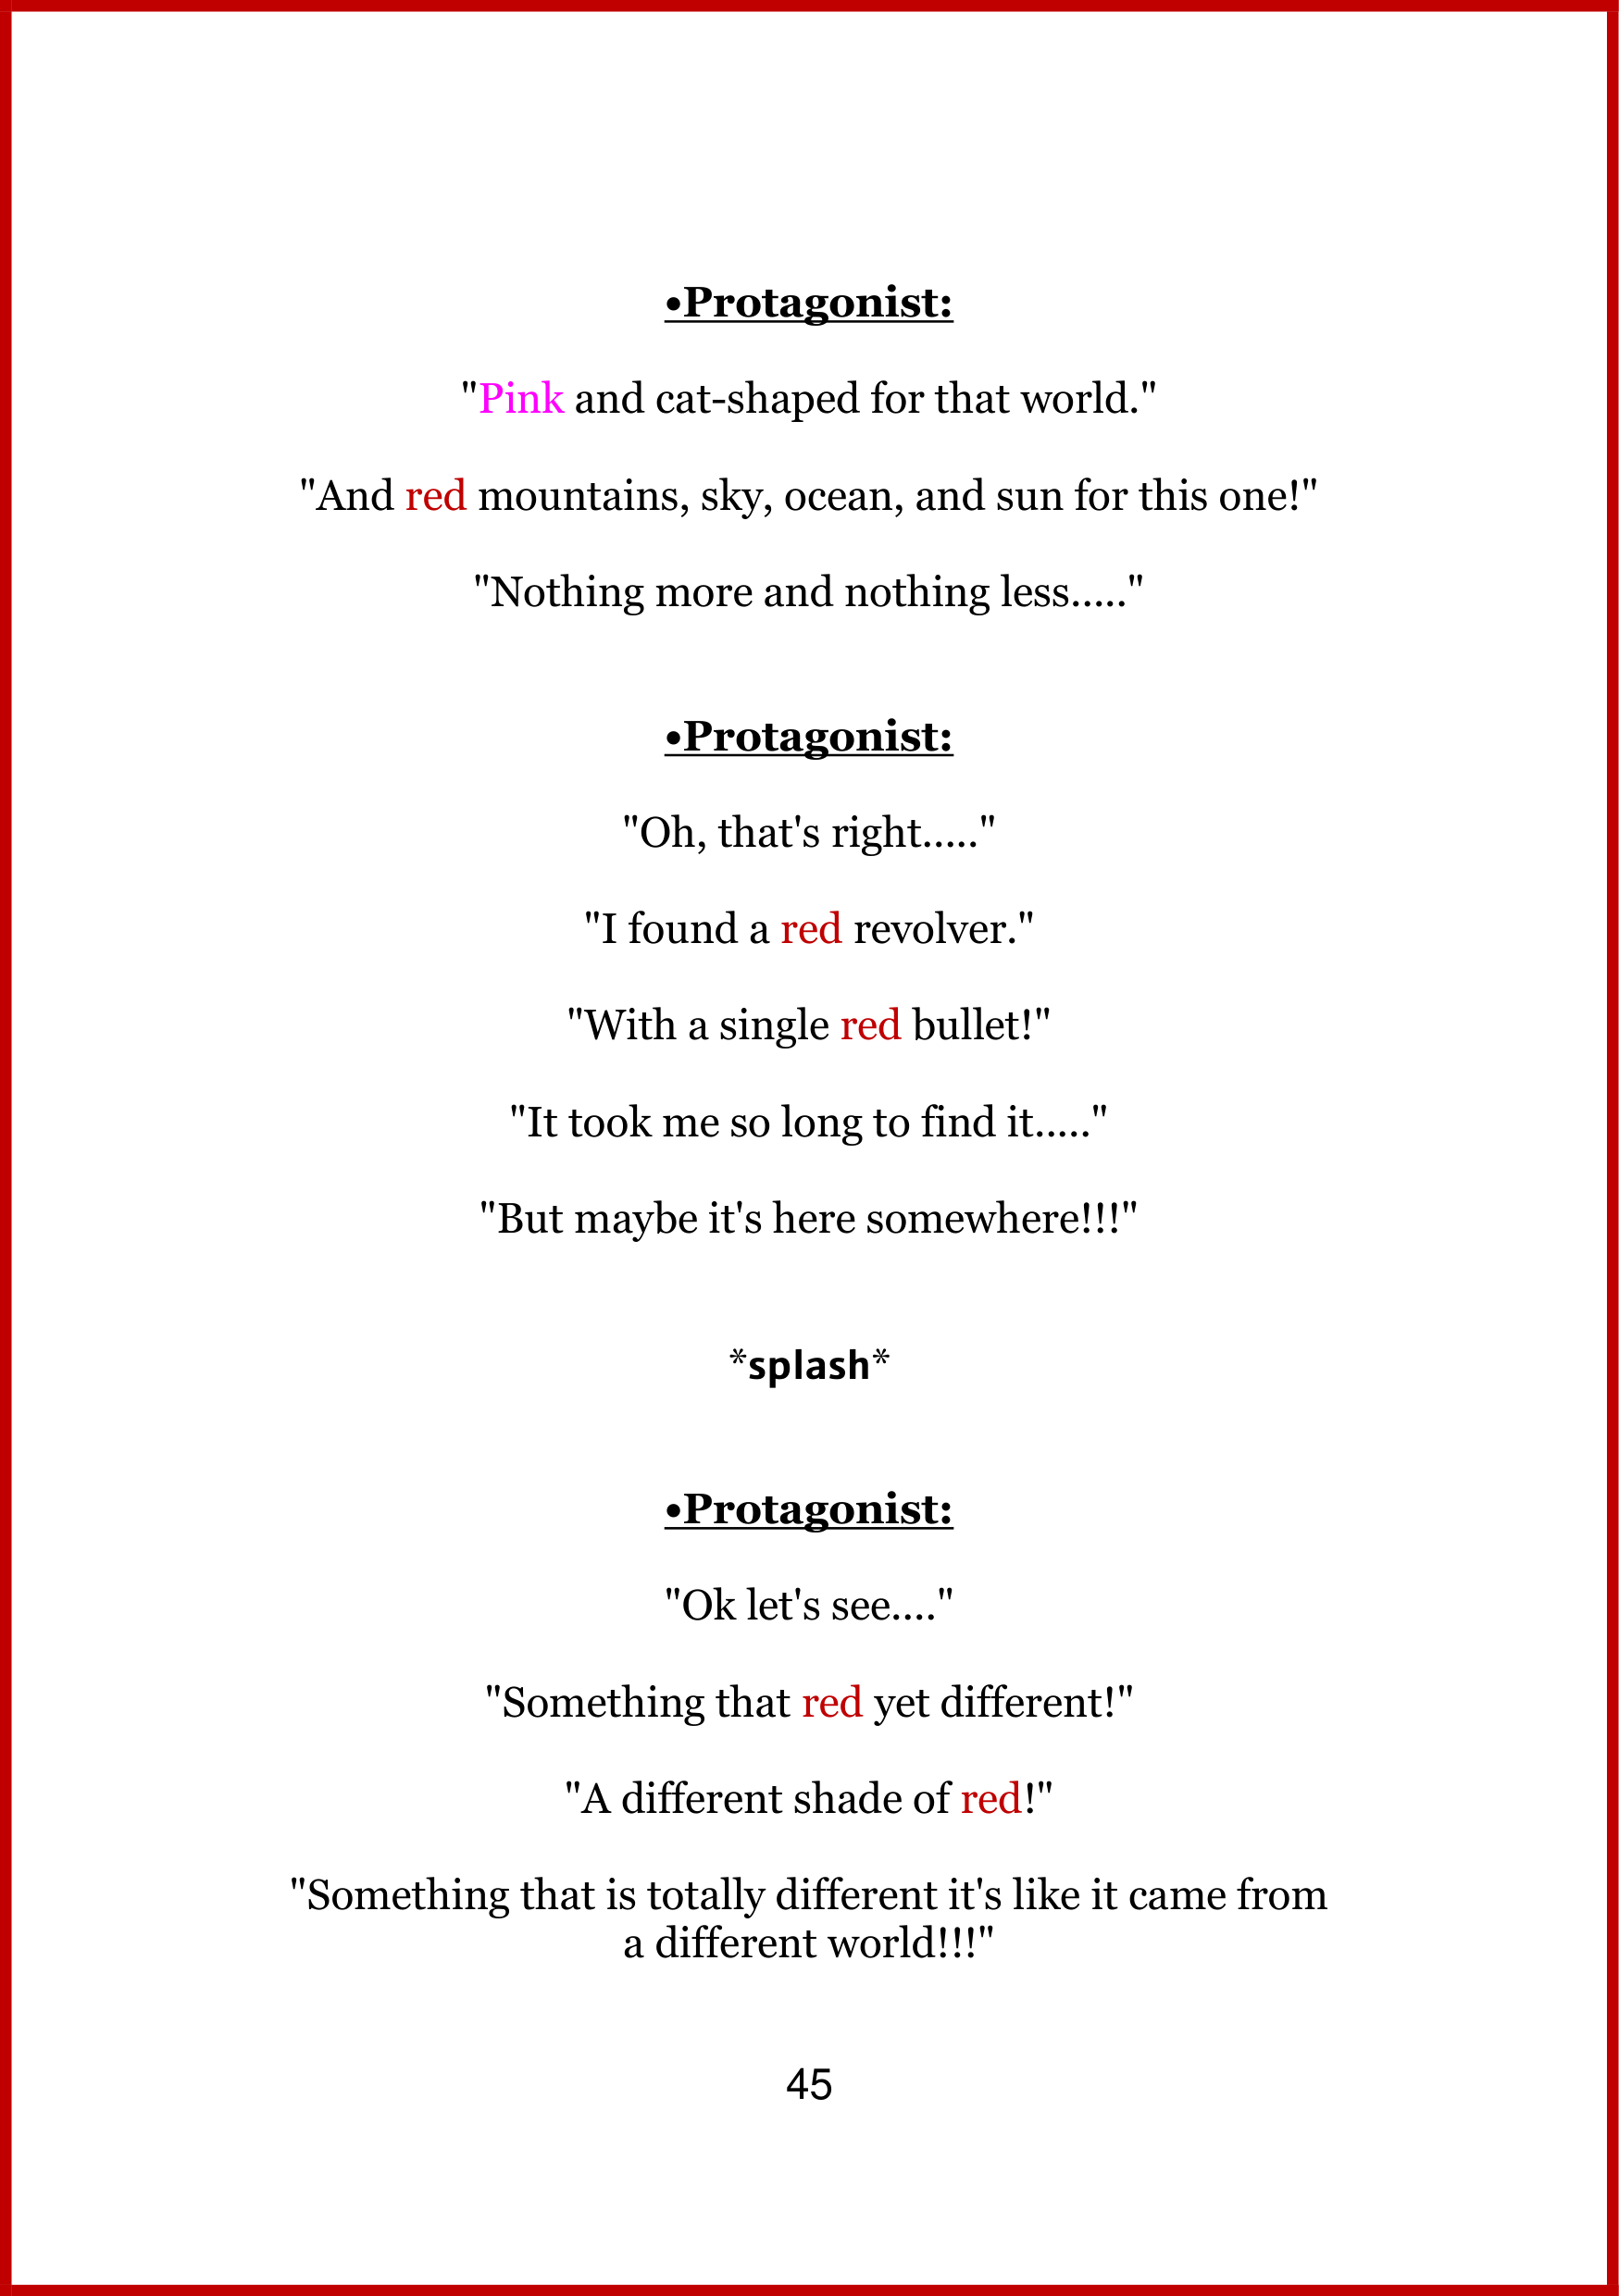 •Protagonist:
"Pink and cat-shaped for that world."
"And red mountains, sky, ocean, and sun for this one!"
"Nothing more and nothing less....."
•Protagonist:
"Oh, that's right....."
"I found a red revolver."
"With a single red bullet!"
"It took me so long to find it....."
"But maybe it's here somewhere!!!"
*splash*
•Protagonist:
"Ok let's see...."
"Something that red yet different!"
"A different shade of red!"
"Something that is totally different it's like it came from
a different world!!!"
45